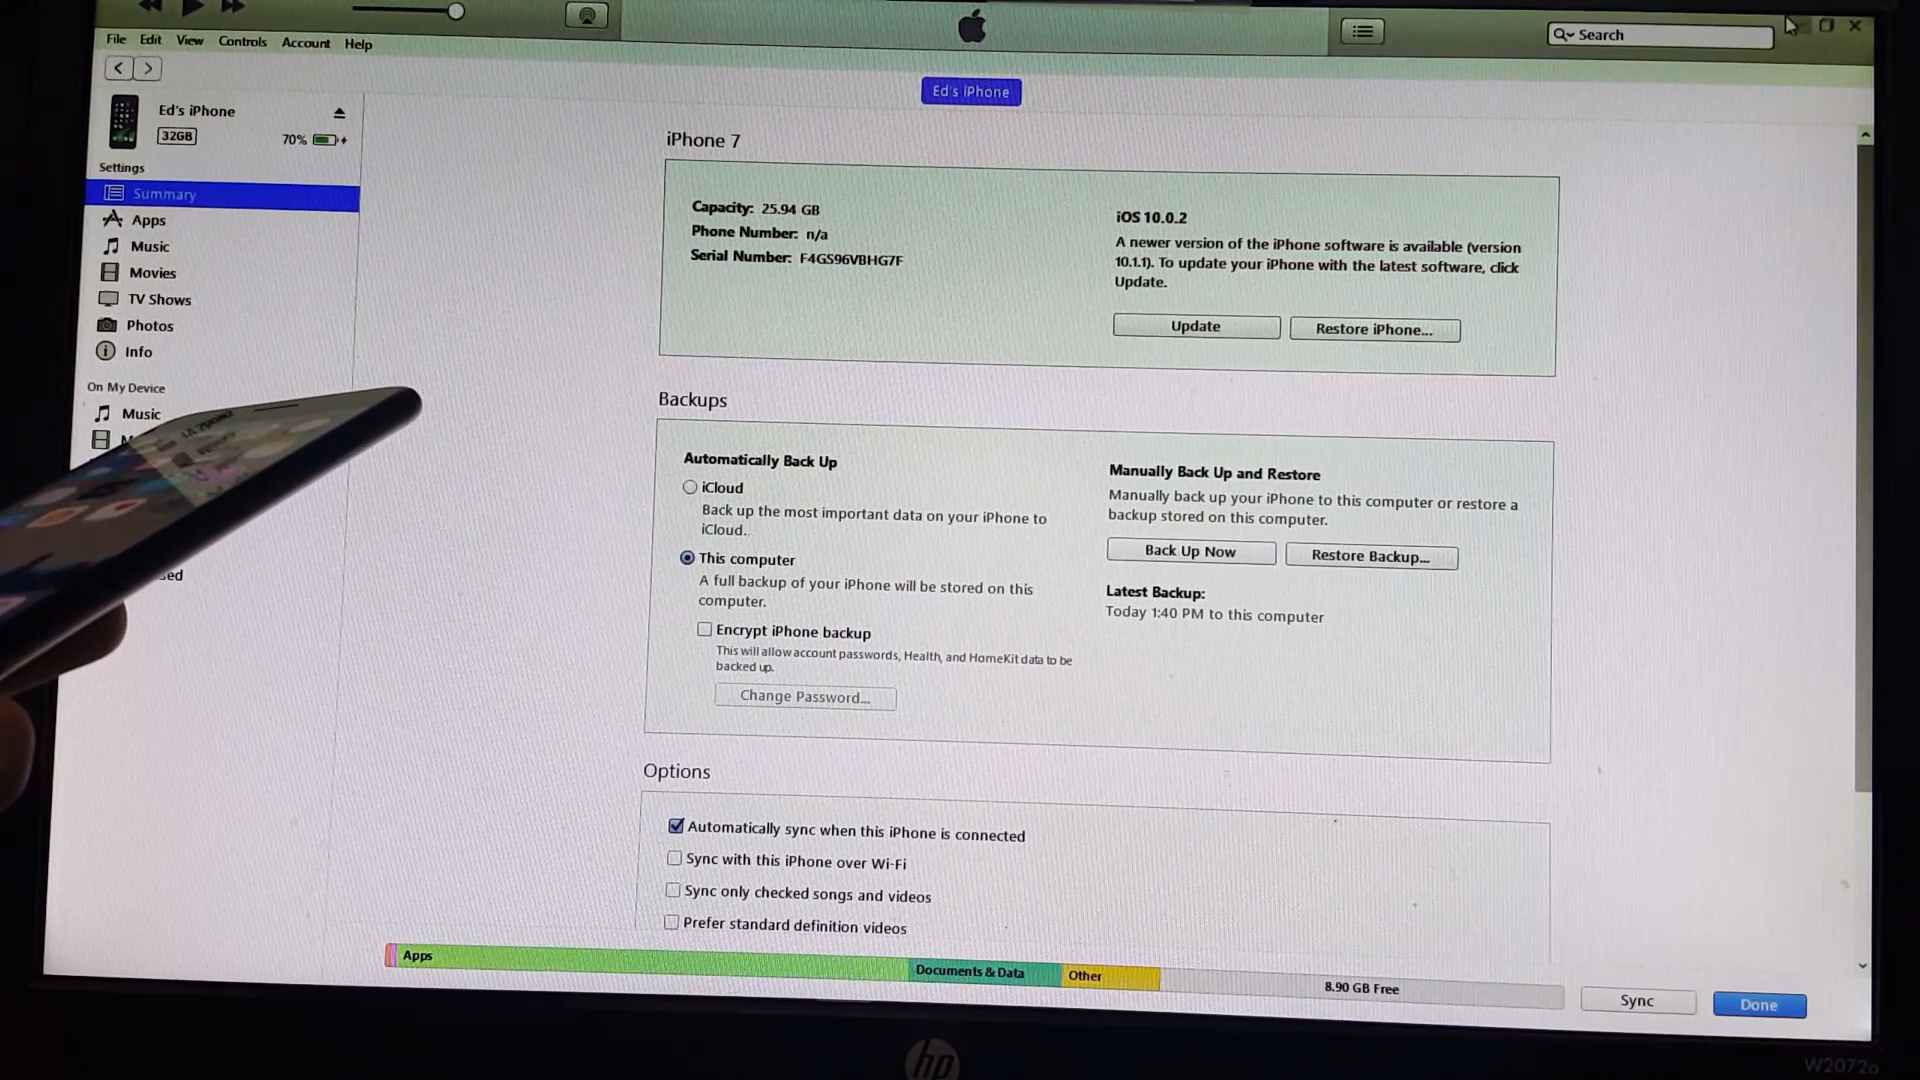 File Edit View Controls Account Help
Search
Ed's iPhone
Ed's iPhone
32GB
70%
Settings
Summary
Apps
Music
Movies
TV Shows
Photos
Info
On My Device
Music
iPhone 7
Capacity: 25.94 GB
Phone Number: n/a
Serial Number: F4GS96VBHG7F
iOS 10.0.2
A newer version of the iPhone software is available (version
10.1.1). To update your iPhone with the latest software, click
Update.
Update
Restore iPhone...
Backups
Automatically Back Up
iCloud
Back up the most important data on your iPhone to
iCloud.
This computer
A full backup of your iPhone will be stored on this
computer.
Encrypt iPhone backup
This will allow account passwords, Health, and HomeKit data to be
backed up.
Change Password...
Manually Back Up and Restore
Manually back up your iPhone to this computer or restore a
backup stored on this computer.
Back Up Now
Restore Backup...
Latest Backup:
Today 1:40 PM to this computer
Options
Automatically sync when this iPhone is connected
Sync with this iPhone over Wi-Fi
Sync only checked songs and videos
Prefer standard definition videos
Apps
Documents & Data
Other
8.90 GB Free
Sync
Done
hp
W2072a